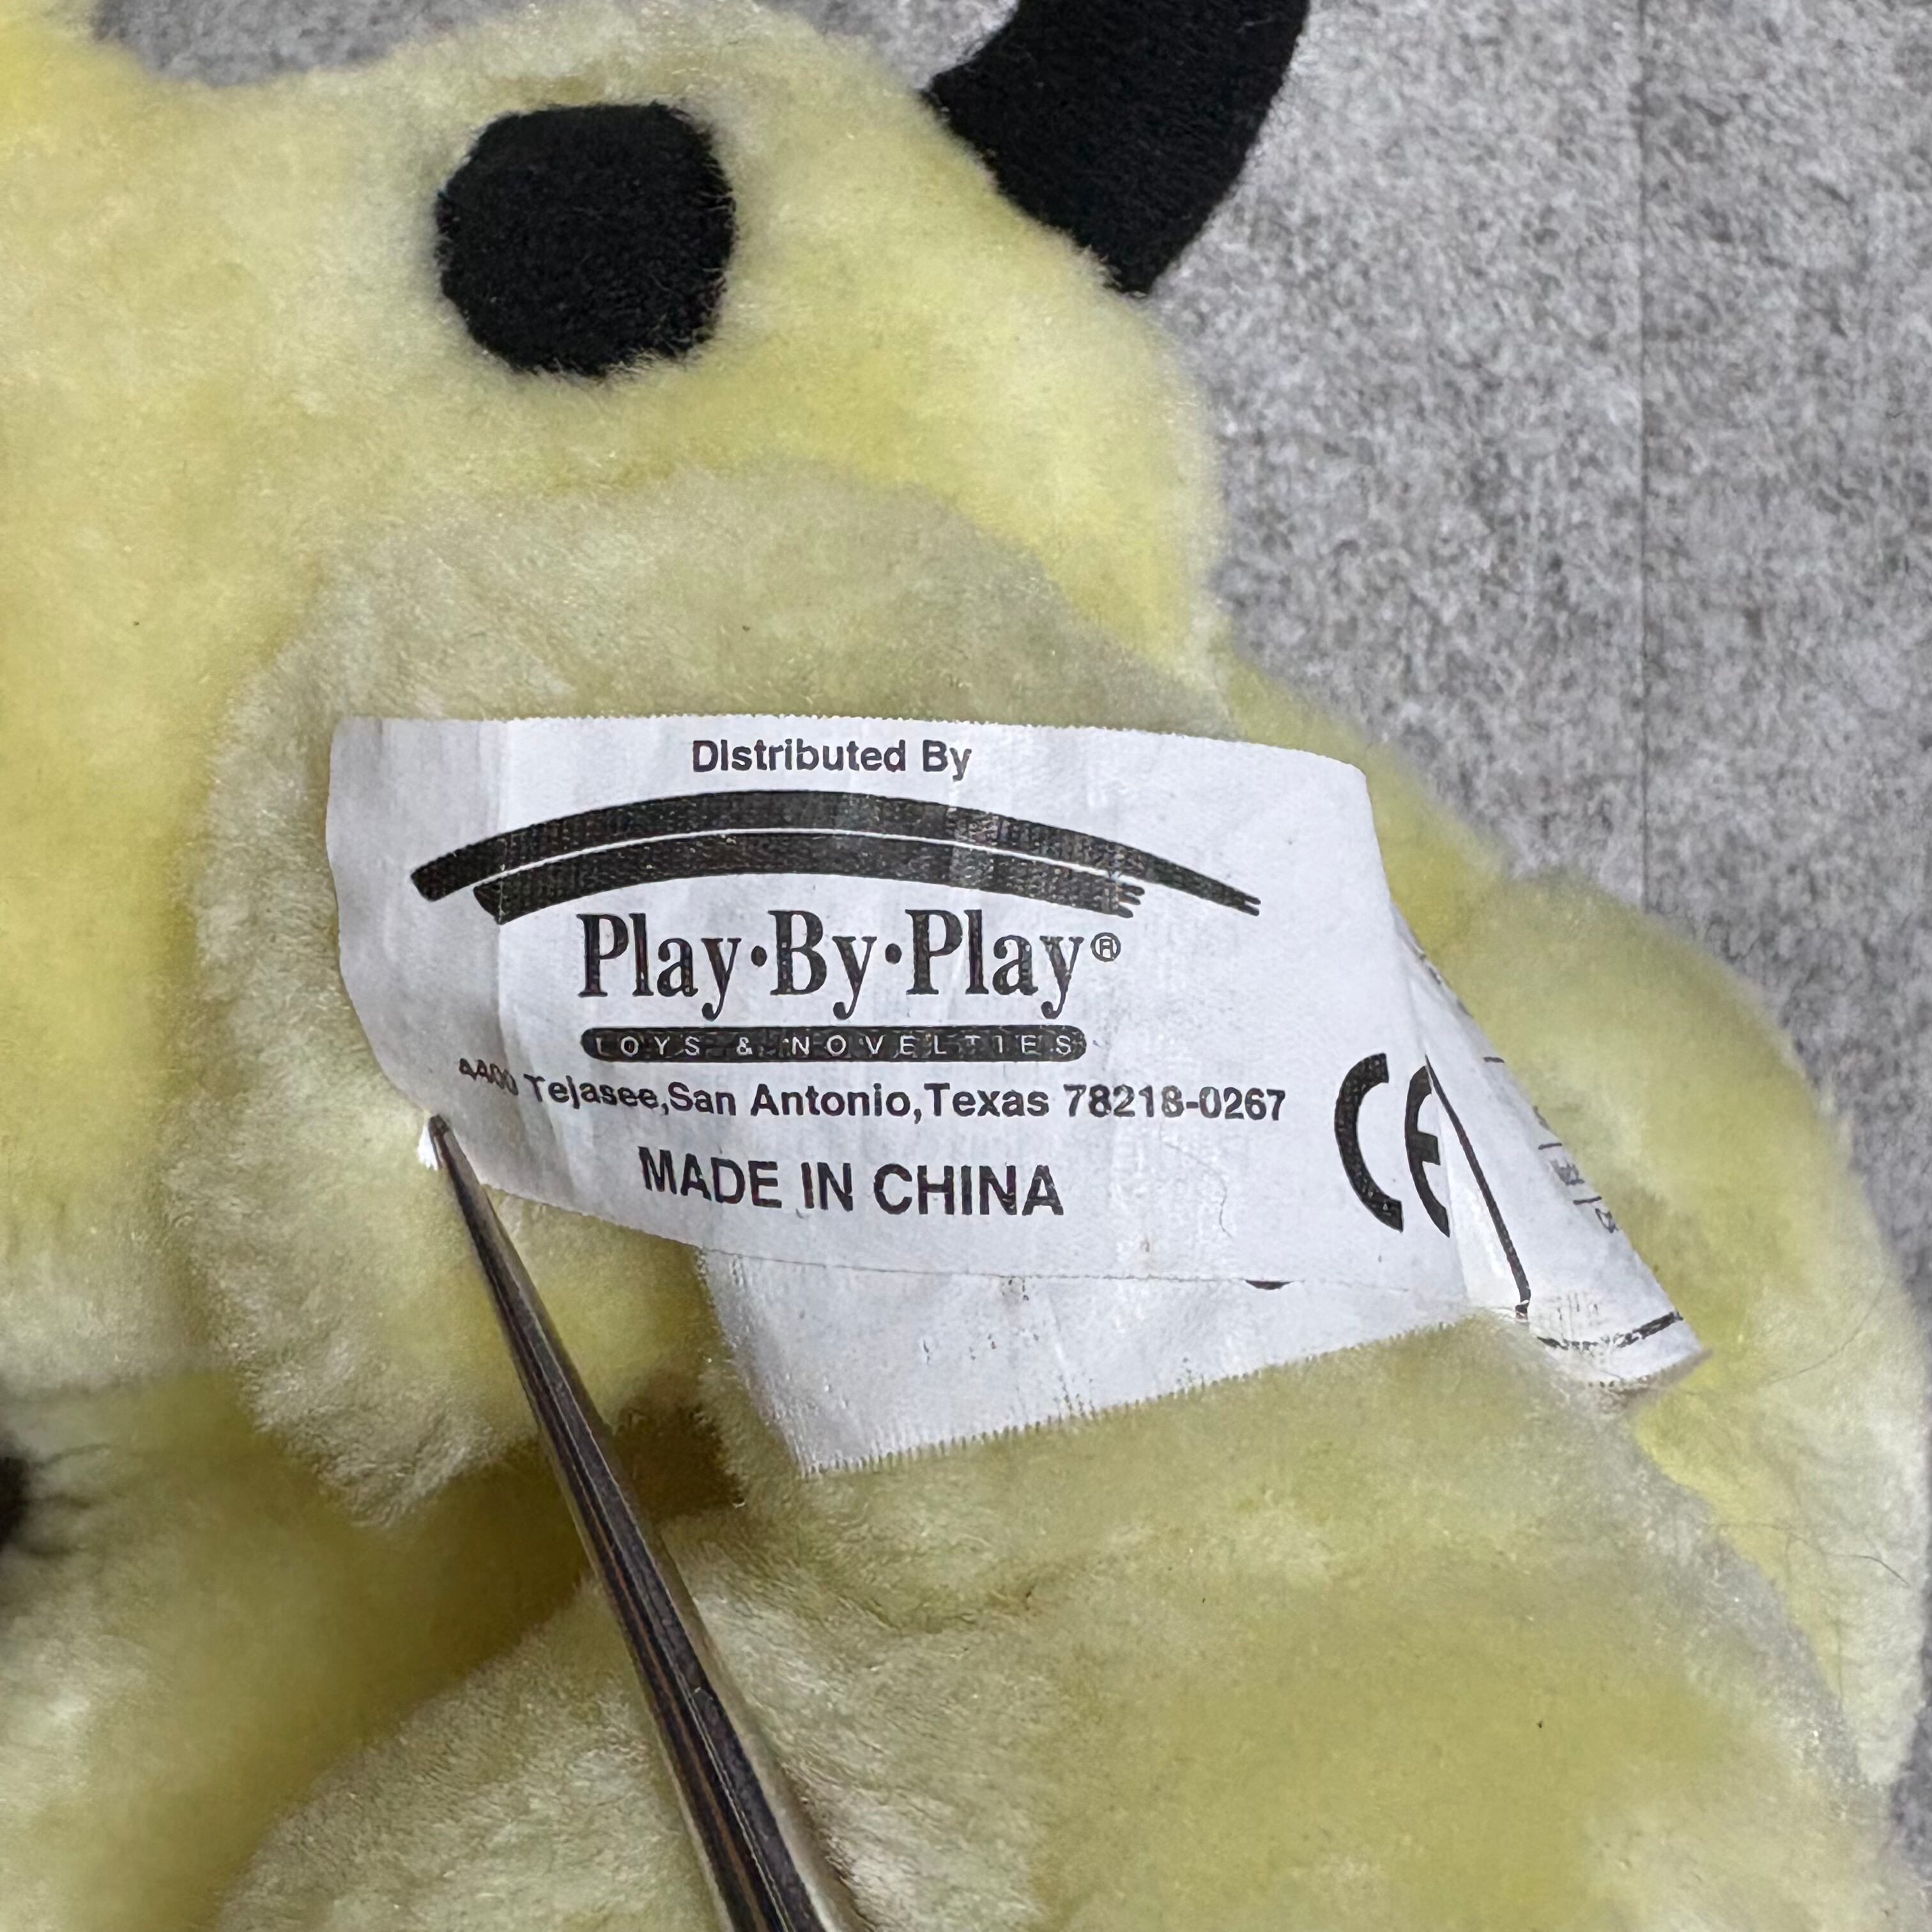 Distributed By
Play·By·Play®
TOYS & NOVELTIES
4400 Tejasee,San Antonio,Texas 78218-0267
MADE IN CHINA
CE